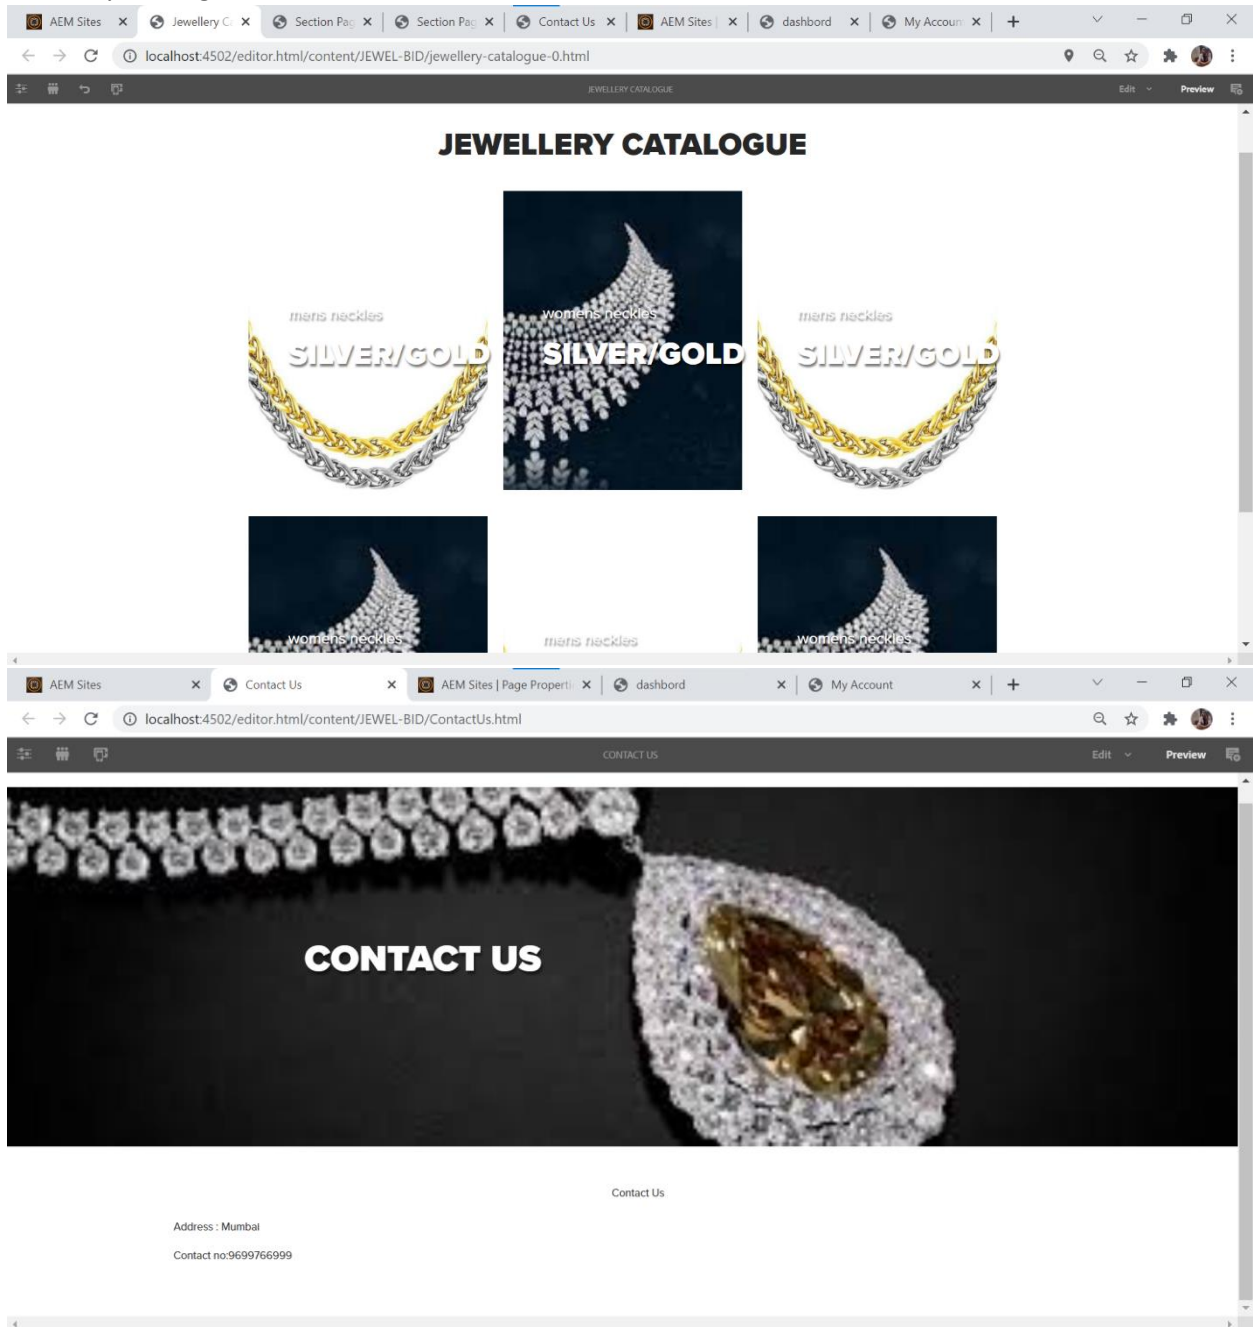 AEM Sites
Jewellery C
Section Pag
Section Pag
Contact Us
AEM Sites |
dashbord
My Accoun
localhost:4502/editor.html/content/JEWEL-BID/jewellery-catalogue-0.html
JEWELLERY CATALOGUE
Edit
Preview
JEWELLERY CATALOGUE
mens neckles
SILVER/GOLD
womens neckles
SILVER/GOLD
mens neckles
SILVER/GOLD
womens neckles
mens neckles
womens neckles
AEM Sites
Contact Us
AEM Sites | Page Properti
dashbord
My Account
localhost:4502/editor.html/content/JEWEL-BID/ContactUs.html
CONTACT US
Edit
Preview
CONTACT US
Contact Us
Address : Mumbai
Contact no:9699766999